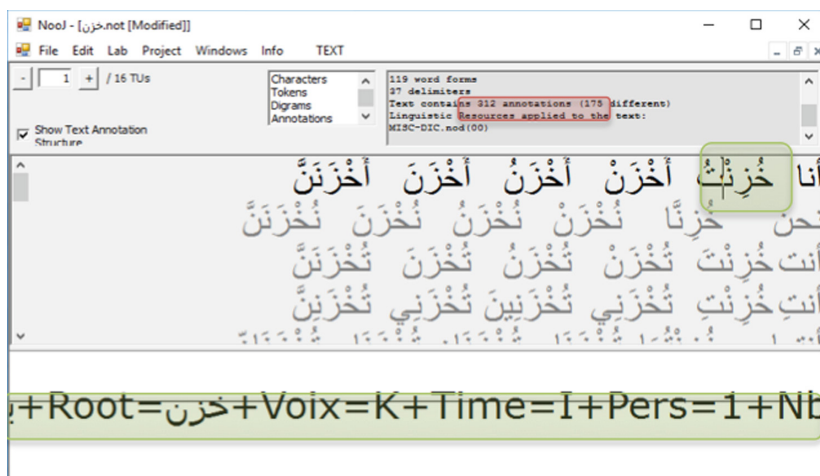 NooJ - [خزن.not [Modified]]
File Edit Lab Project Windows Info TEXT
- 1 + / 16 TUs
Characters
Tokens
Digrams
Annotations
119 word forms
37 delimiters
Text contains 312 annotations (175 different)
Linguistic Resources applied to the text:
MISC-DIC.nod(00)
Show Text Annotation
Structure
أنا خُزِنْتُ أُخْزَنْ أُخْزَنُ أُخْزَنَ أُخْزَنَنَّ
نحن خُزِنَّا نُخْزَنْ نُخْزَنُ نُخْزَنَ نُخْزَنَنَّ
أنت خُزِنْتَ تُخْزَنْ تُخْزَنُ تُخْزَنَ تُخْزَنَنَّ
أنتِ خُزِنْتِ تُخْزَنِي تُخْزَنِينَ تُخْزَنِي تُخْزَنِنَّ
+Root=خزن+Voix=K+Time=I+Pers=1+Nb